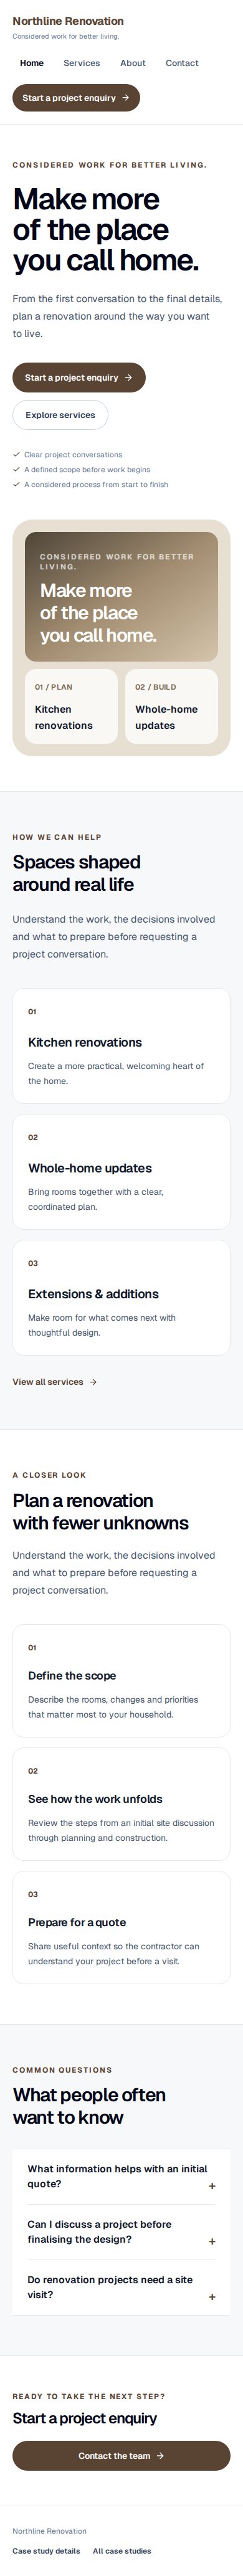 Northline Renovation
Considered work for better living.
Home Services About Contact
Start a project enquiry →
CONSIDERED WORK FOR BETTER LIVING.
Make more
of the place
you call home.
From the first conversation to the final details,
plan a renovation around the way you want
to live.
Start a project enquiry →
Explore services
✓ Clear project conversations
✓ A defined scope before work begins
✓ A considered process from start to finish
CONSIDERED WORK FOR BETTER
LIVING.
Make more
of the place
you call home.
01 / PLAN
Kitchen
renovations
02 / BUILD
Whole-home
updates
HOW WE CAN HELP
Spaces shaped
around real life
Understand the work, the decisions involved
and what to prepare before requesting a
project conversation.
01
Kitchen renovations
Create a more practical, welcoming heart of
the home.
02
Whole-home updates
Bring rooms together with a clear,
coordinated plan.
03
Extensions & additions
Make room for what comes next with
thoughtful design.
View all services →
A CLOSER LOOK
Plan a renovation
with fewer unknowns
Understand the work, the decisions involved
and what to prepare before requesting a
project conversation.
01
Define the scope
Describe the rooms, changes and priorities
that matter most to your household.
02
See how the work unfolds
Review the steps from an initial site discussion
through planning and construction.
03
Prepare for a quote
Share useful context so the contractor can
understand your project before a visit.
COMMON QUESTIONS
What people often
want to know
What information helps with an initial
quote? +
Can I discuss a project before
finalising the design? +
Do renovation projects need a site
visit? +
READY TO TAKE THE NEXT STEP?
Start a project enquiry
Contact the team →
Northline Renovation
Case study details All case studies